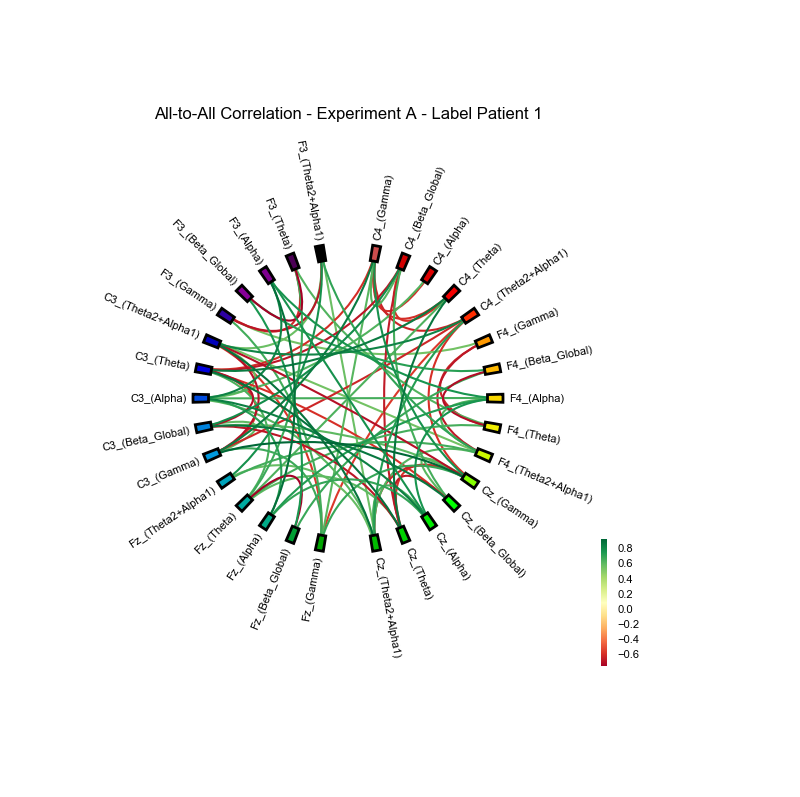 All-to-All Correlation - Experiment A - Label Patient 1
F3_(Theta2+Alpha1)
F3_(Theta)
F3_(Alpha)
F3_(Beta_Global)
F3_(Gamma)
C3_(Theta2+Alpha1)
C3_(Theta)
C3_(Alpha)
C3_(Beta_Global)
C3_(Gamma)
Fz_(Theta2+Alpha1)
Fz_(Theta)
Fz_(Alpha)
Fz_(Beta_Global)
Fz_(Gamma)
Cz_(Theta2+Alpha1)
Cz_(Theta)
Cz_(Alpha)
Cz_(Beta_Global)
Cz_(Gamma)
F4_(Theta2+Alpha1)
F4_(Theta)
F4_(Alpha)
F4_(Beta_Global)
F4_(Gamma)
C4_(Theta2+Alpha1)
C4_(Theta)
C4_(Alpha)
C4_(Beta_Global)
C4_(Gamma)
0.8
0.6
0.4
0.2
0.0
−0.2
−0.4
−0.6